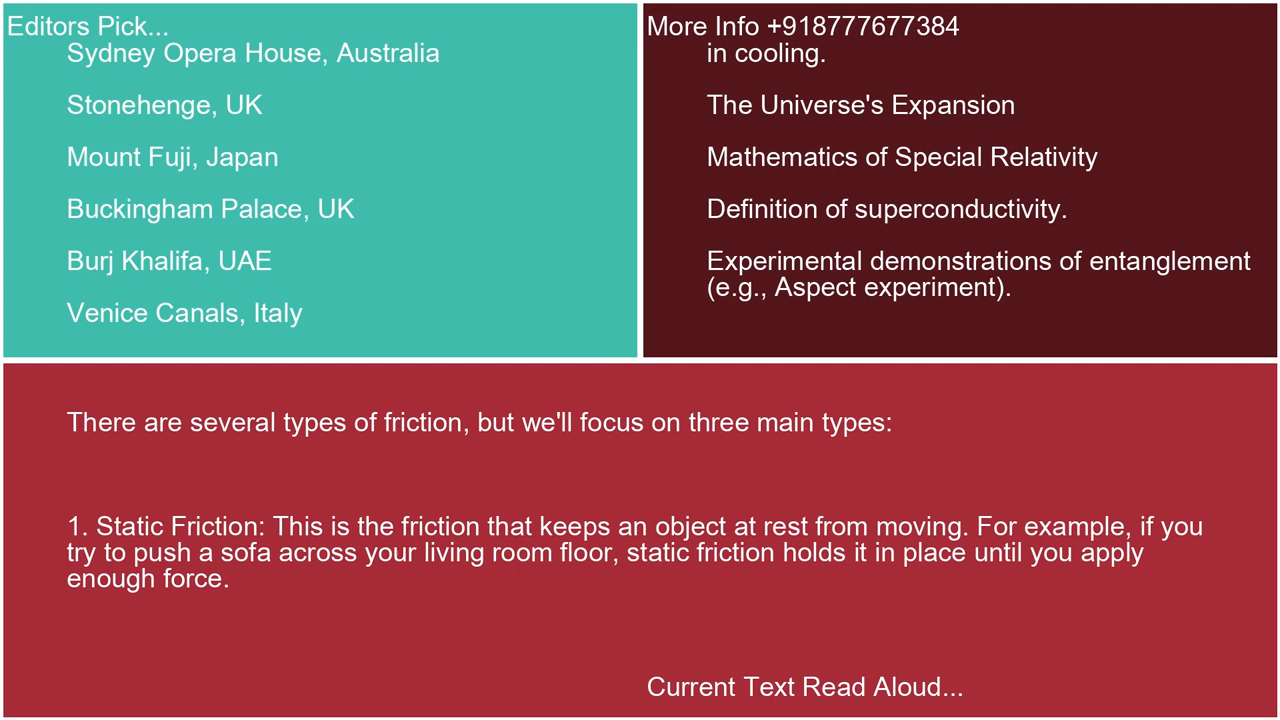 Editors Pick...
Sydney Opera House, Australia
Stonehenge, UK
Mount Fuji, Japan
Buckingham Palace, UK
Burj Khalifa, UAE
Venice Canals, Italy
More Info +918777677384
in cooling.
The Universe's Expansion
Mathematics of Special Relativity
Definition of superconductivity.
Experimental demonstrations of entanglement
(e.g., Aspect experiment).
There are several types of friction, but we'll focus on three main types:
1. Static Friction: This is the friction that keeps an object at rest from moving. For example, if you
try to push a sofa across your living room floor, static friction holds it in place until you apply
enough force.
Current Text Read Aloud...